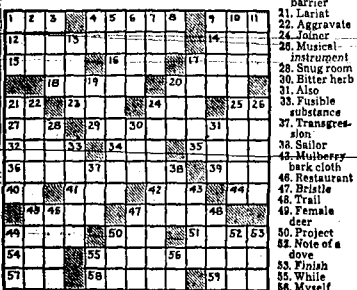 barrier
21. Lariat
22. Aggravate
24. Joiner
26. Musical
instrument
28. Snug room
30. Bitter herb
31. Also
33. Fusible
substance
37. Transgres-
sion
38. Sailor
43. Mulberry
bark cloth
46. Restaurant
47. Bristle
48. Trail
49. Female
deer
50. Project
52. Note of a
dove
53. Finish
55. While
56. Myself
1 2 3 4 5 6 7 8 9 10 11
12 13 14
15 16 17
18 19 20
21 22 23 24 25 26
27 28 29 30 31
32 33 34 35
36 37 38 39
40 41 42 43 44
45 46 47 48
49 50 51 52 53
54 55 56
57 58 59